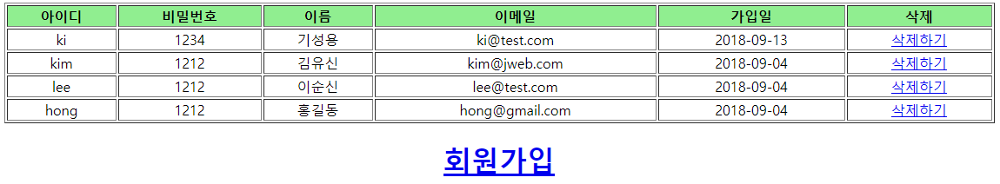 아이디 비밀번호 이름 이메일 가입일 삭제
ki 1234 기성용 ki@test.com 2018-09-13 삭제하기
kim 1212 김유신 kim@jweb.com 2018-09-04 삭제하기
lee 1212 이순신 lee@test.com 2018-09-04 삭제하기
hong 1212 홍길동 hong@gmail.com 2018-09-04 삭제하기
회원가입